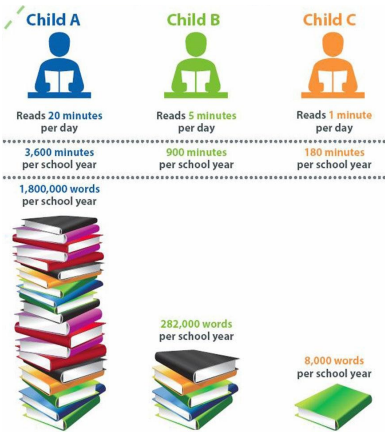 Child A
Child B
Child C
Reads 20 minutes
per day
Reads 5 minutes
per day
Reads 1 minute
per day
3,600 minutes
per school year
900 minutes
per school year
180 minutes
per school year
1,800,000 words
per school year
282,000 words
per school year
8,000 words
per school year